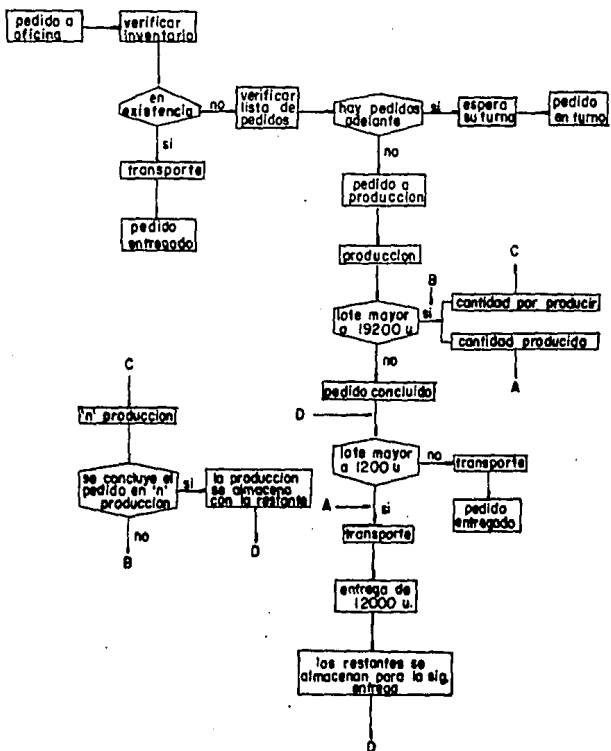 pedido a
oficina
verificar
inventario
en
existencia
no
verificar
lista de
pedidos
hay pedidos
adelante
si
espera
su turno
pedido
en turno
si
transporte
pedido
entregado
no
pedido a
produccion
produccion
lote mayor
a 19200 u
si
B
C
cantidad por producir
cantidad producida
A
no
pedido concluido
D
lote mayor
a 1200 u
no
transporte
pedido
entregado
A
si
transporte
entrega de
12000 u.
los restantes se
almacenan para la sig.
entrega
D
C
'n' produccion
se concluye el
pedido en 'n'
produccion
si
la produccion
se almacena
con la restante
no
B
D